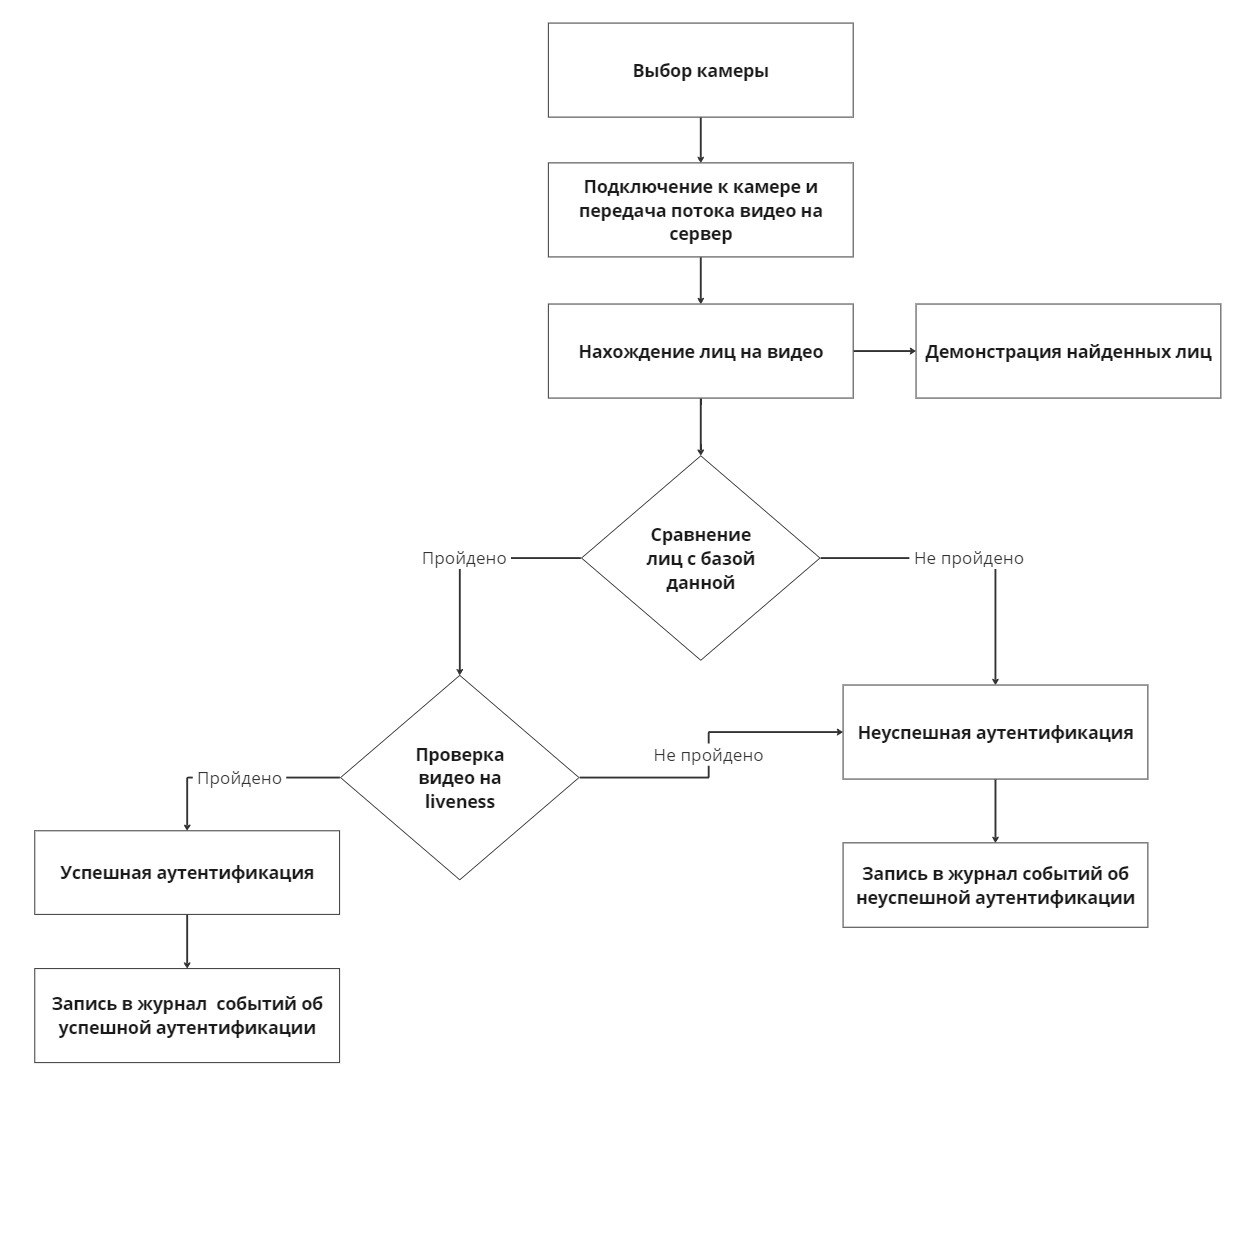 Выбор камеры
Подключение к камере и
передача потока видео на
сервер
Нахождение лиц на видео
Демонстрация найденных лиц
Сравнение
лиц с базой
данной
Пройдено
Не пройдено
Проверка
видео на
liveness
Пройдено
Не пройдено
Неуспешная аутентификация
Успешная аутентификация
Запись в журнал событий об
неуспешной аутентификации
Запись в журнал  событий об
успешной аутентификации